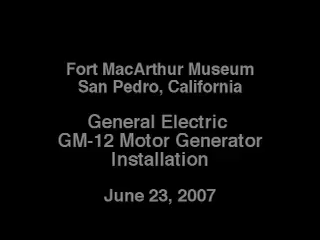 Fort MacArthur Museum
San Pedro, California
General Electric
GM-12 Motor Generator
Installation
June 23, 2007